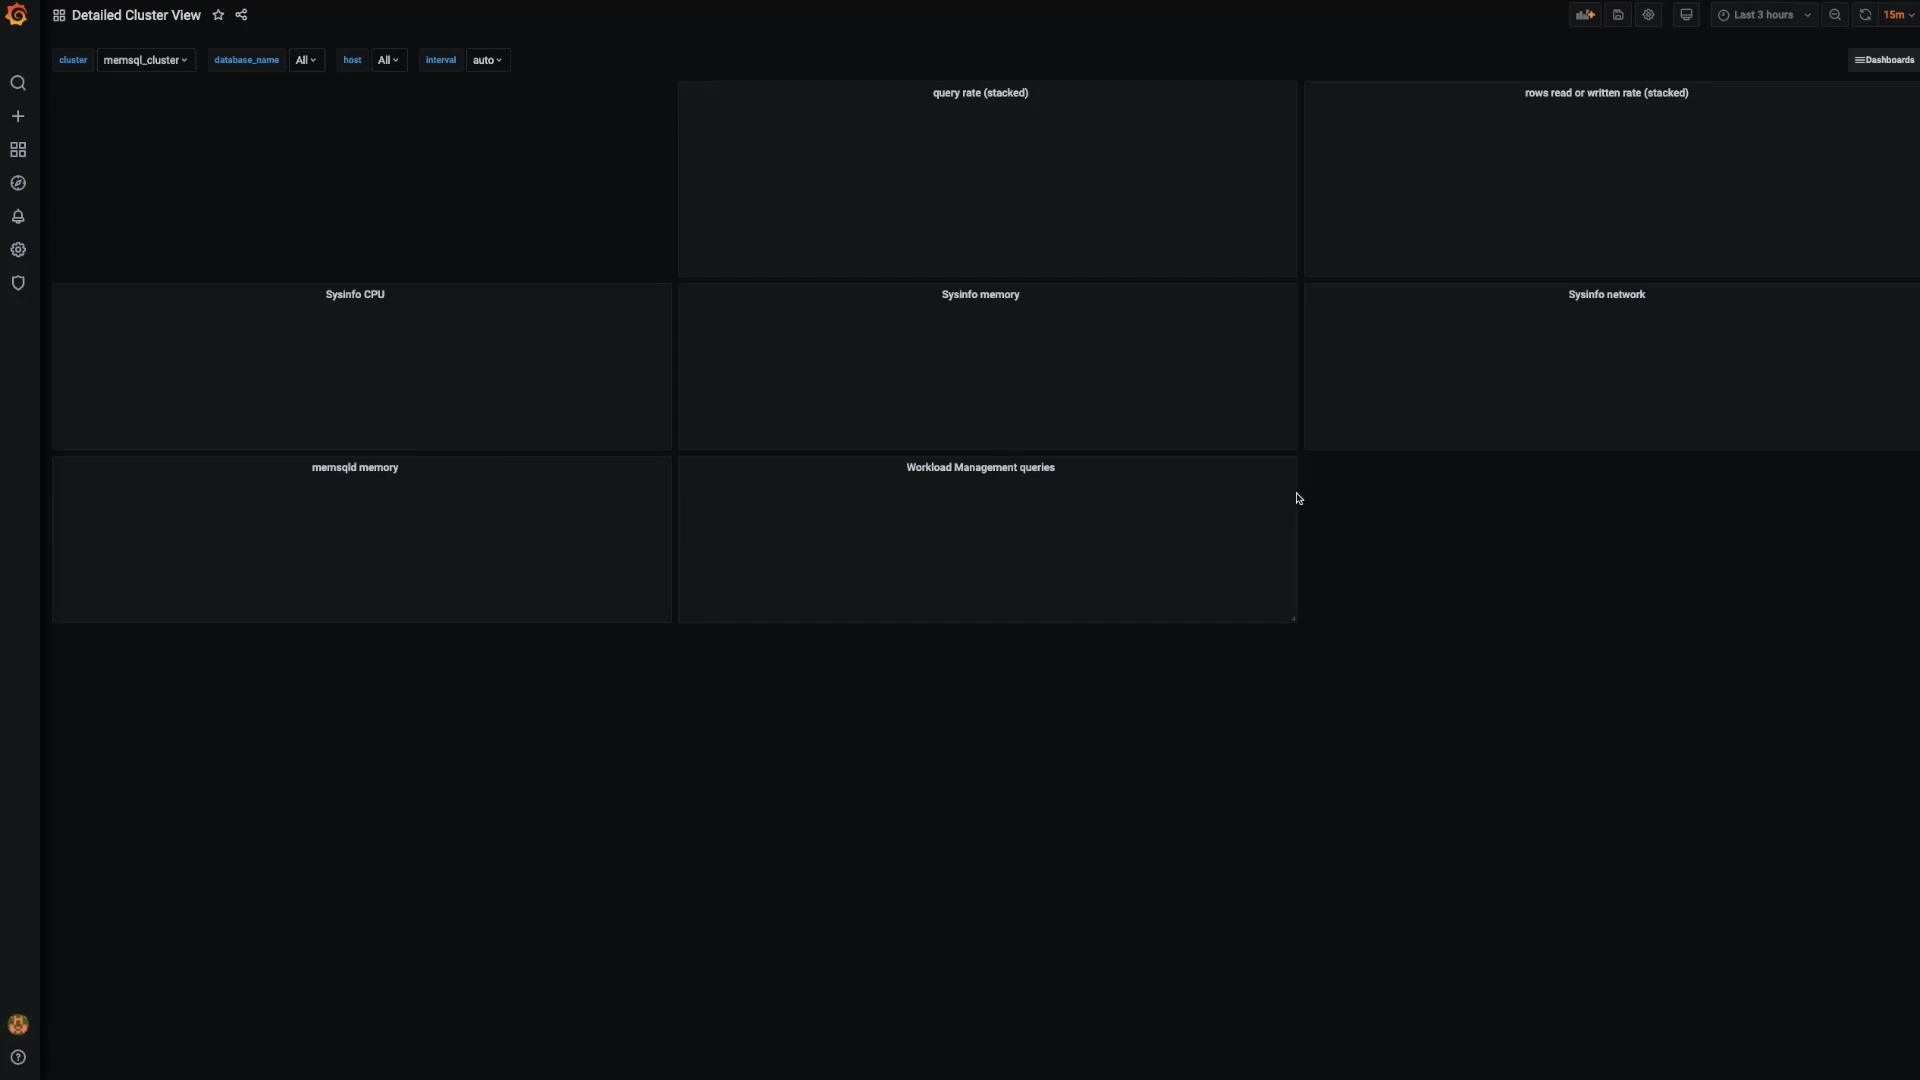 Detailed Cluster View
Last 3 hours
15m
cluster memsql_cluster database_name All host All interval auto
Dashboards
query rate (stacked)
rows read or written rate (stacked)
Sysinfo CPU
Sysinfo memory
Sysinfo network
memsqld memory
Workload Management queries